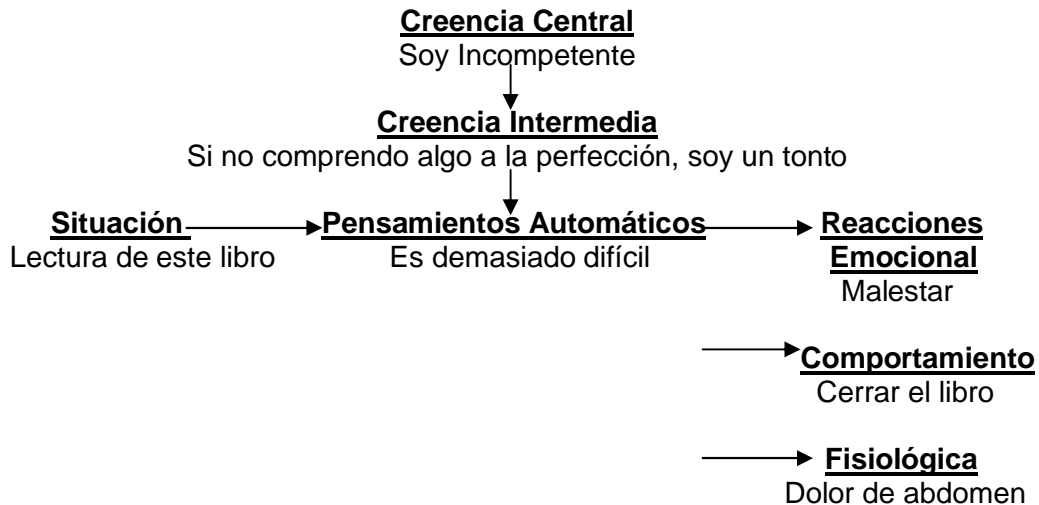 Creencia Central
Soy Incompetente
Creencia Intermedia
Si no comprendo algo a la perfección, soy un tonto
Situación Pensamientos Automáticos Reacciones
Lectura de este libro Es demasiado difícil Emocional
Malestar
Comportamiento
Cerrar el libro
Fisiológica
Dolor de abdomen